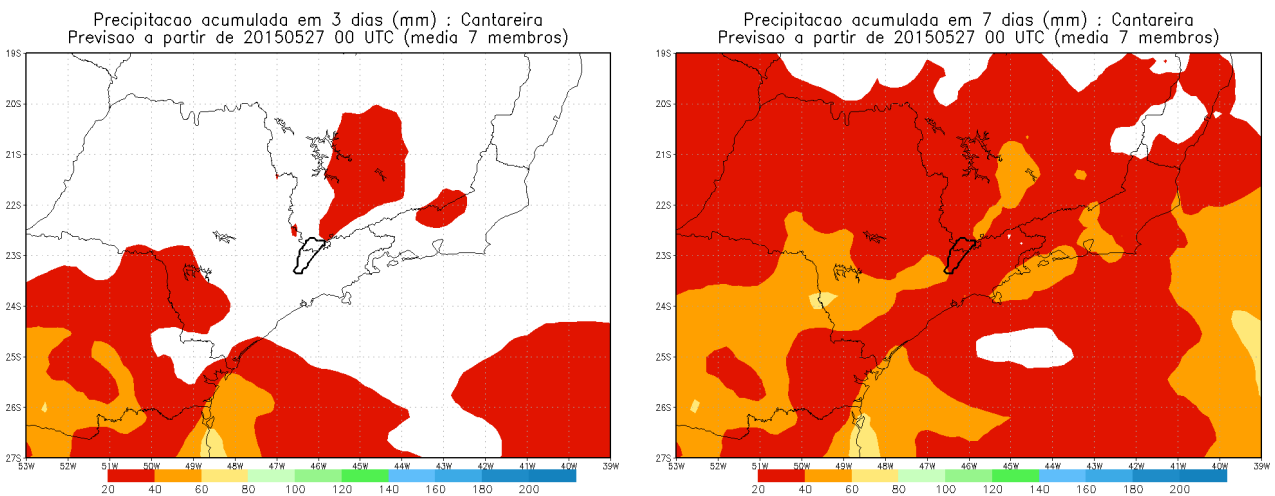 Precipitacao acumulada em 3 dias (mm) : Cantareira
Previsao a partir de 20150527 00 UTC (media 7 membros)
19S
20S
21S
22S
23S
24S
25S
26S
27S
53W 52W 51W 50W 49W 48W 47W 46W 45W 44W 43W 42W 41W 40W 39W
20 40 60 80 100 120 140 160 180 200
Precipitacao acumulada em 7 dias (mm) : Cantareira
Previsao a partir de 20150527 00 UTC (media 7 membros)
19S
20S
21S
22S
23S
24S
25S
26S
27S
53W 52W 51W 50W 49W 48W 47W 46W 45W 44W 43W 42W 41W 40W 39W
20 40 60 80 100 120 140 160 180 200